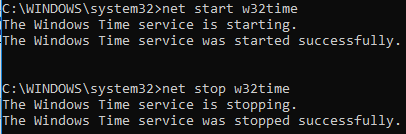 C:\WINDOWS\system32>net start w32time
The Windows Time service is starting.
The Windows Time service was started successfully.
C:\WINDOWS\system32>net stop w32time
The Windows Time service is stopping.
The Windows Time service was stopped successfully.